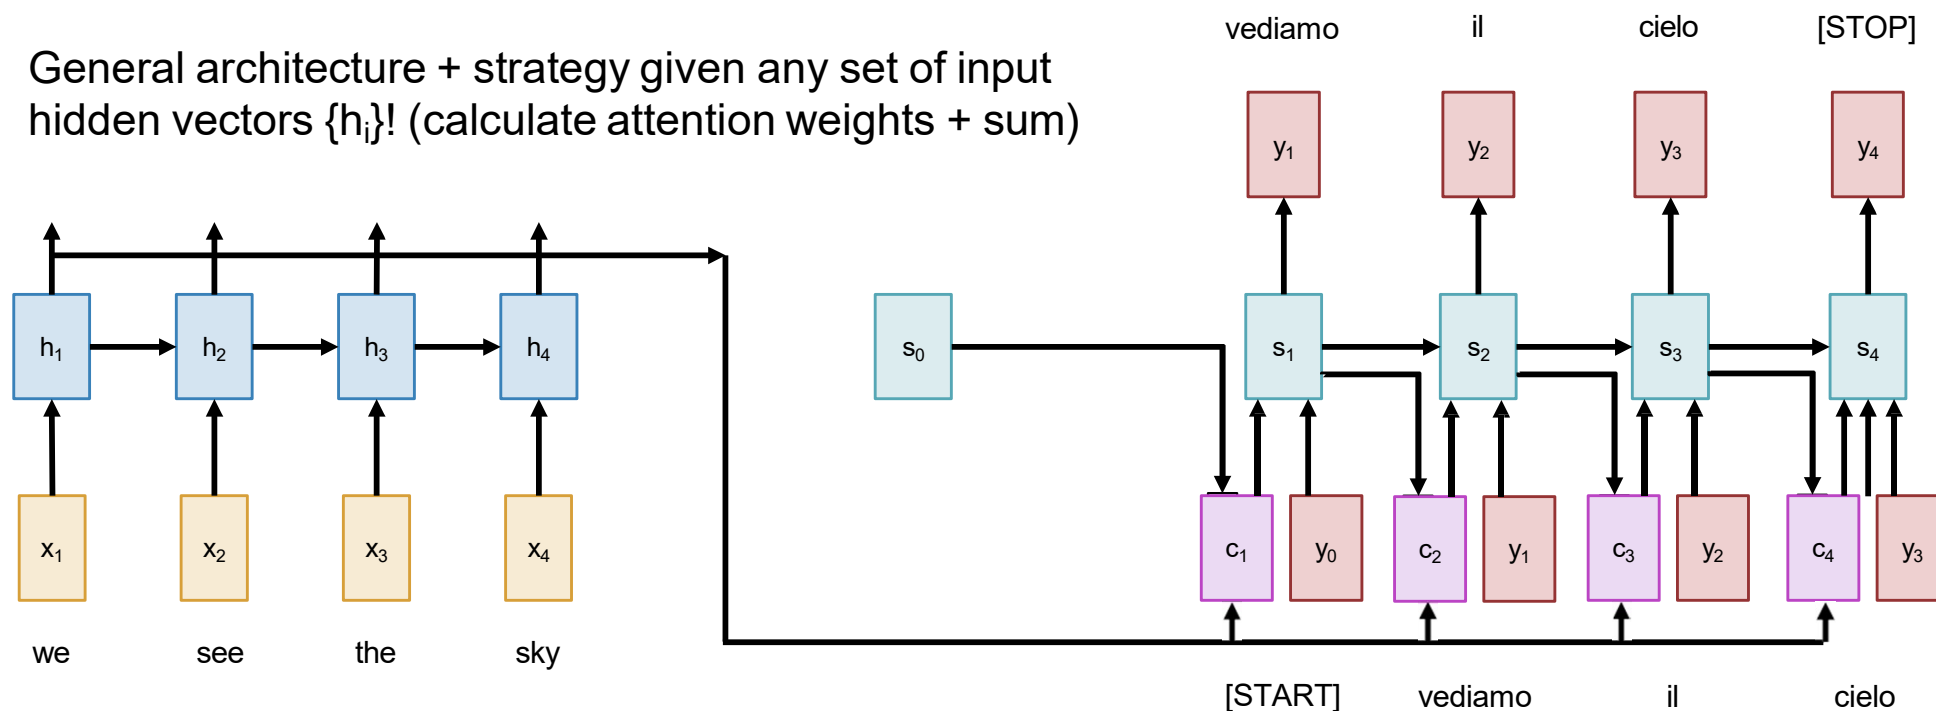 General architecture + strategy given any set of input
hidden vectors {hᵢ}! (calculate attention weights + sum)
vediamo il cielo [STOP]
y₁ y₂ y₃ y₄
h₁ h₂ h₃ h₄ s₀ s₁ s₂ s₃ s₄
x₁ x₂ x₃ x₄ c₁ y₀ c₂ y₁ c₃ y₂ c₄ y₃
we see the sky
[START] vediamo il cielo